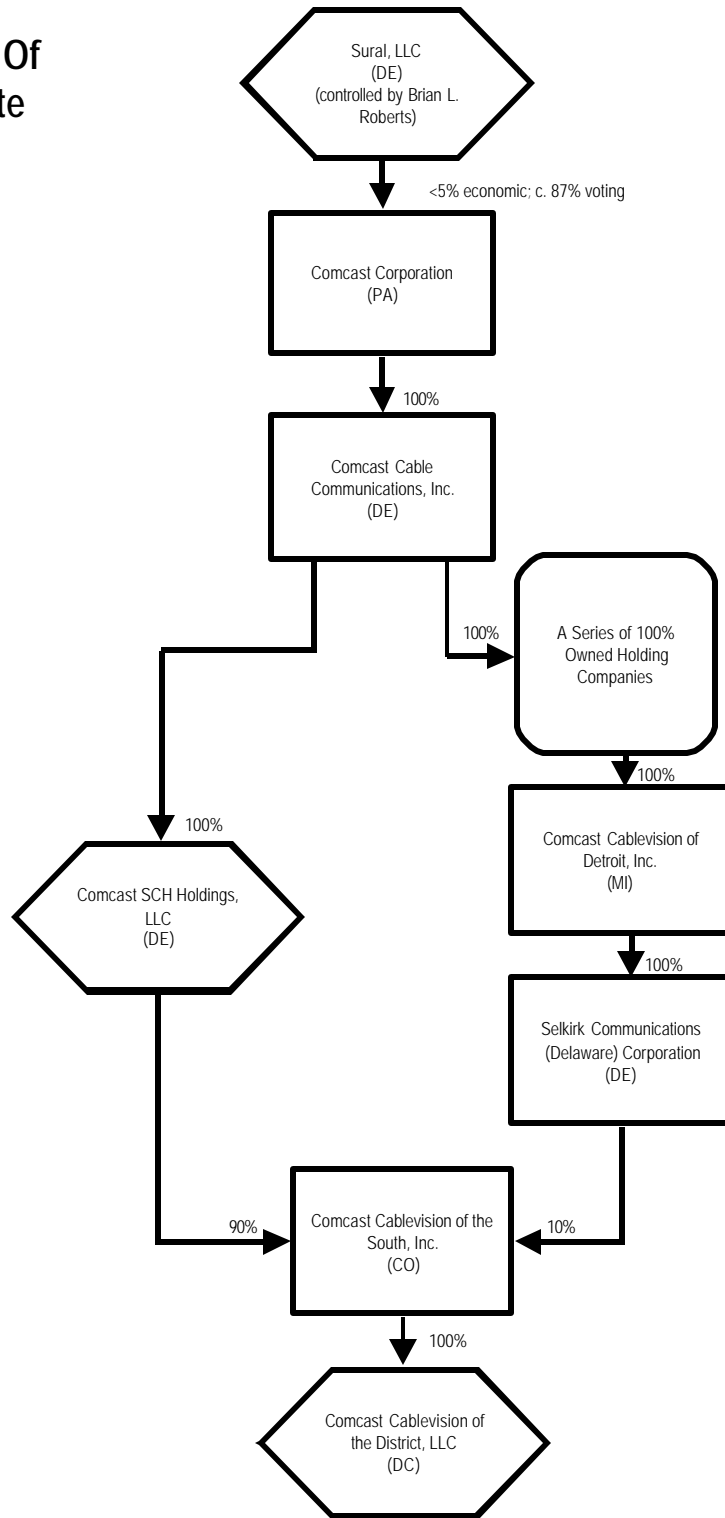 Of
te
Sural, LLC
(DE)
(controlled by Brian L.
Roberts)
<5% economic; c. 87% voting
Comcast Corporation
(PA)
100%
Comcast Cable
Communications, Inc.
(DE)
100%
A Series of 100%
Owned Holding
Companies
100%
Comcast Cablevision of
Detroit, Inc.
(MI)
100%
Comcast SCH Holdings,
LLC
(DE)
100%
Selkirk Communications
(Delaware) Corporation
(DE)
90%
Comcast Cablevision of the
South, Inc.
(CO)
10%
100%
Comcast Cablevision of
the District, LLC
(DC)